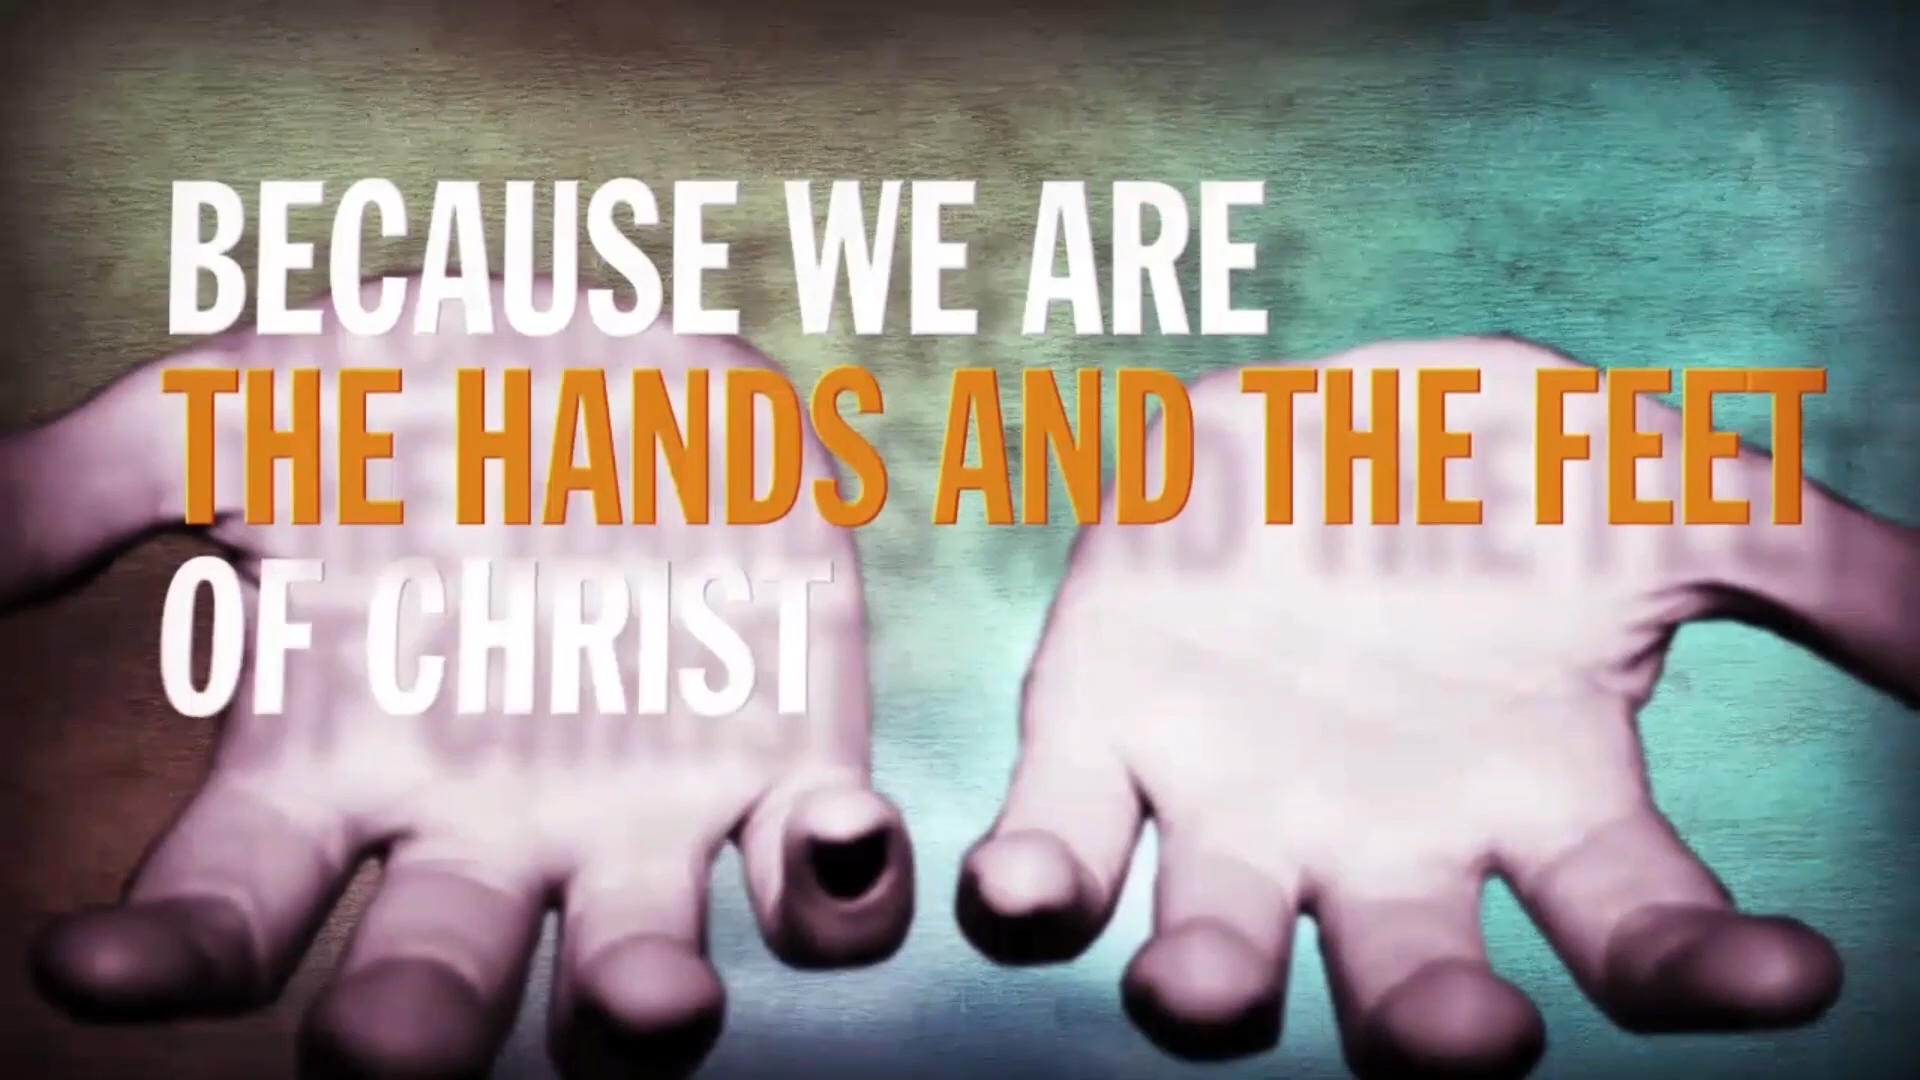 BECAUSE WE ARE
THE HANDS AND THE FEET
OF CHRIST